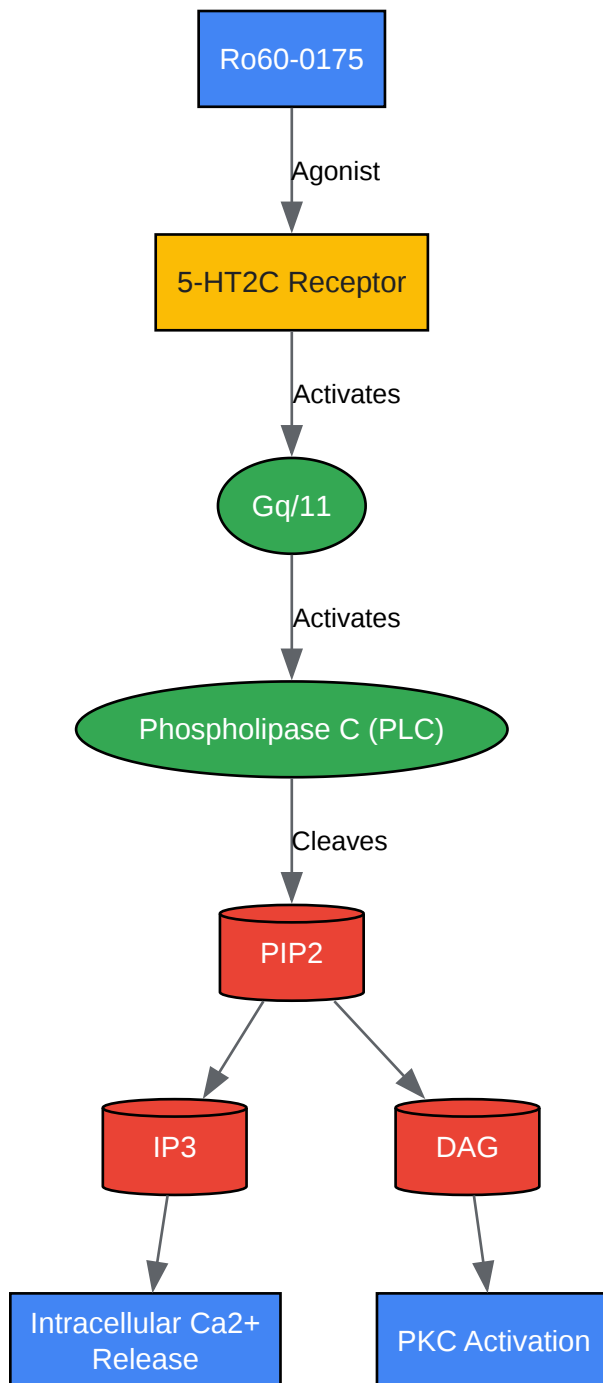 Ro60-0175
Agonist
5-HT2C Receptor
Activates
Gq/11
Activates
Phospholipase C (PLC)
Cleaves
PIP2
IP3
DAG
Intracellular Ca2+
Release
PKC Activation